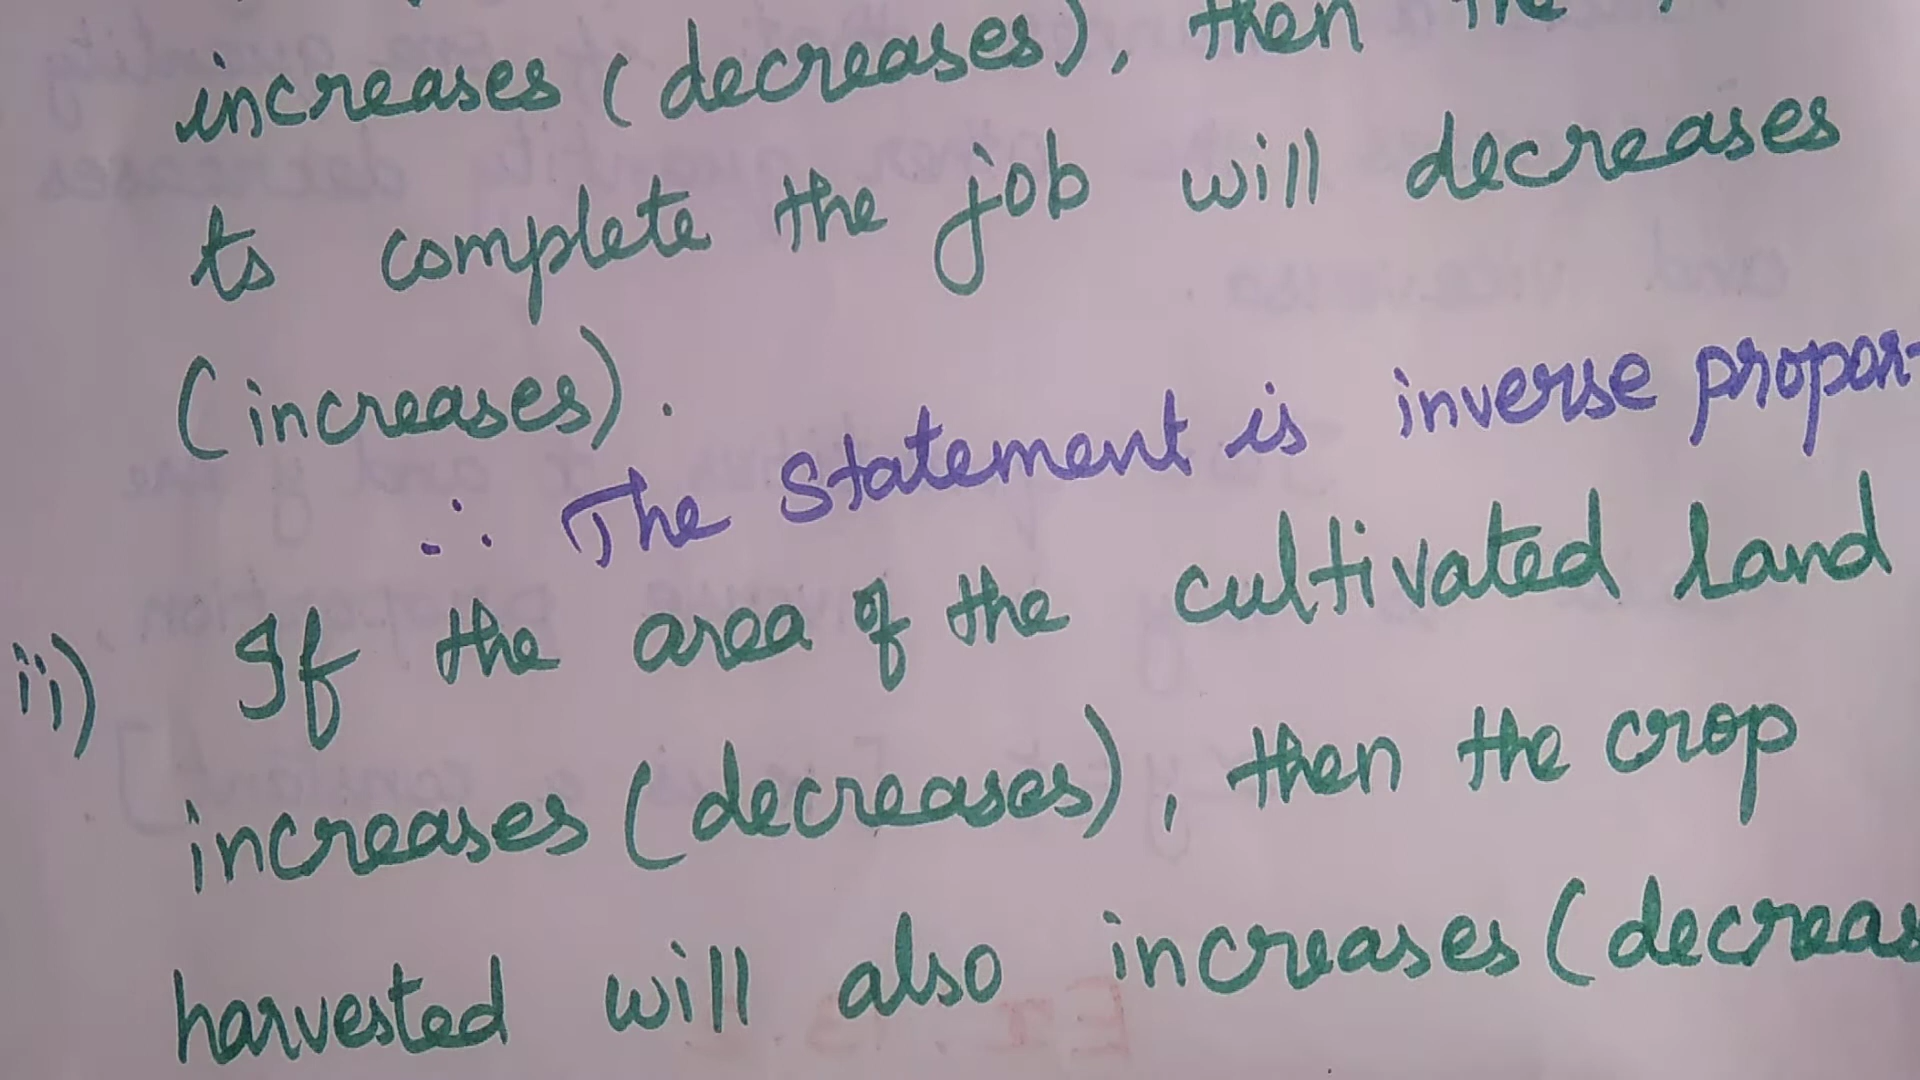 increases (decreases), then the
to complete the job will decreases
(increases).
∴ The statement is inverse propor-
ii) If the area of the cultivated land
increases (decreases), then the crop
harvested will also increases (decreas